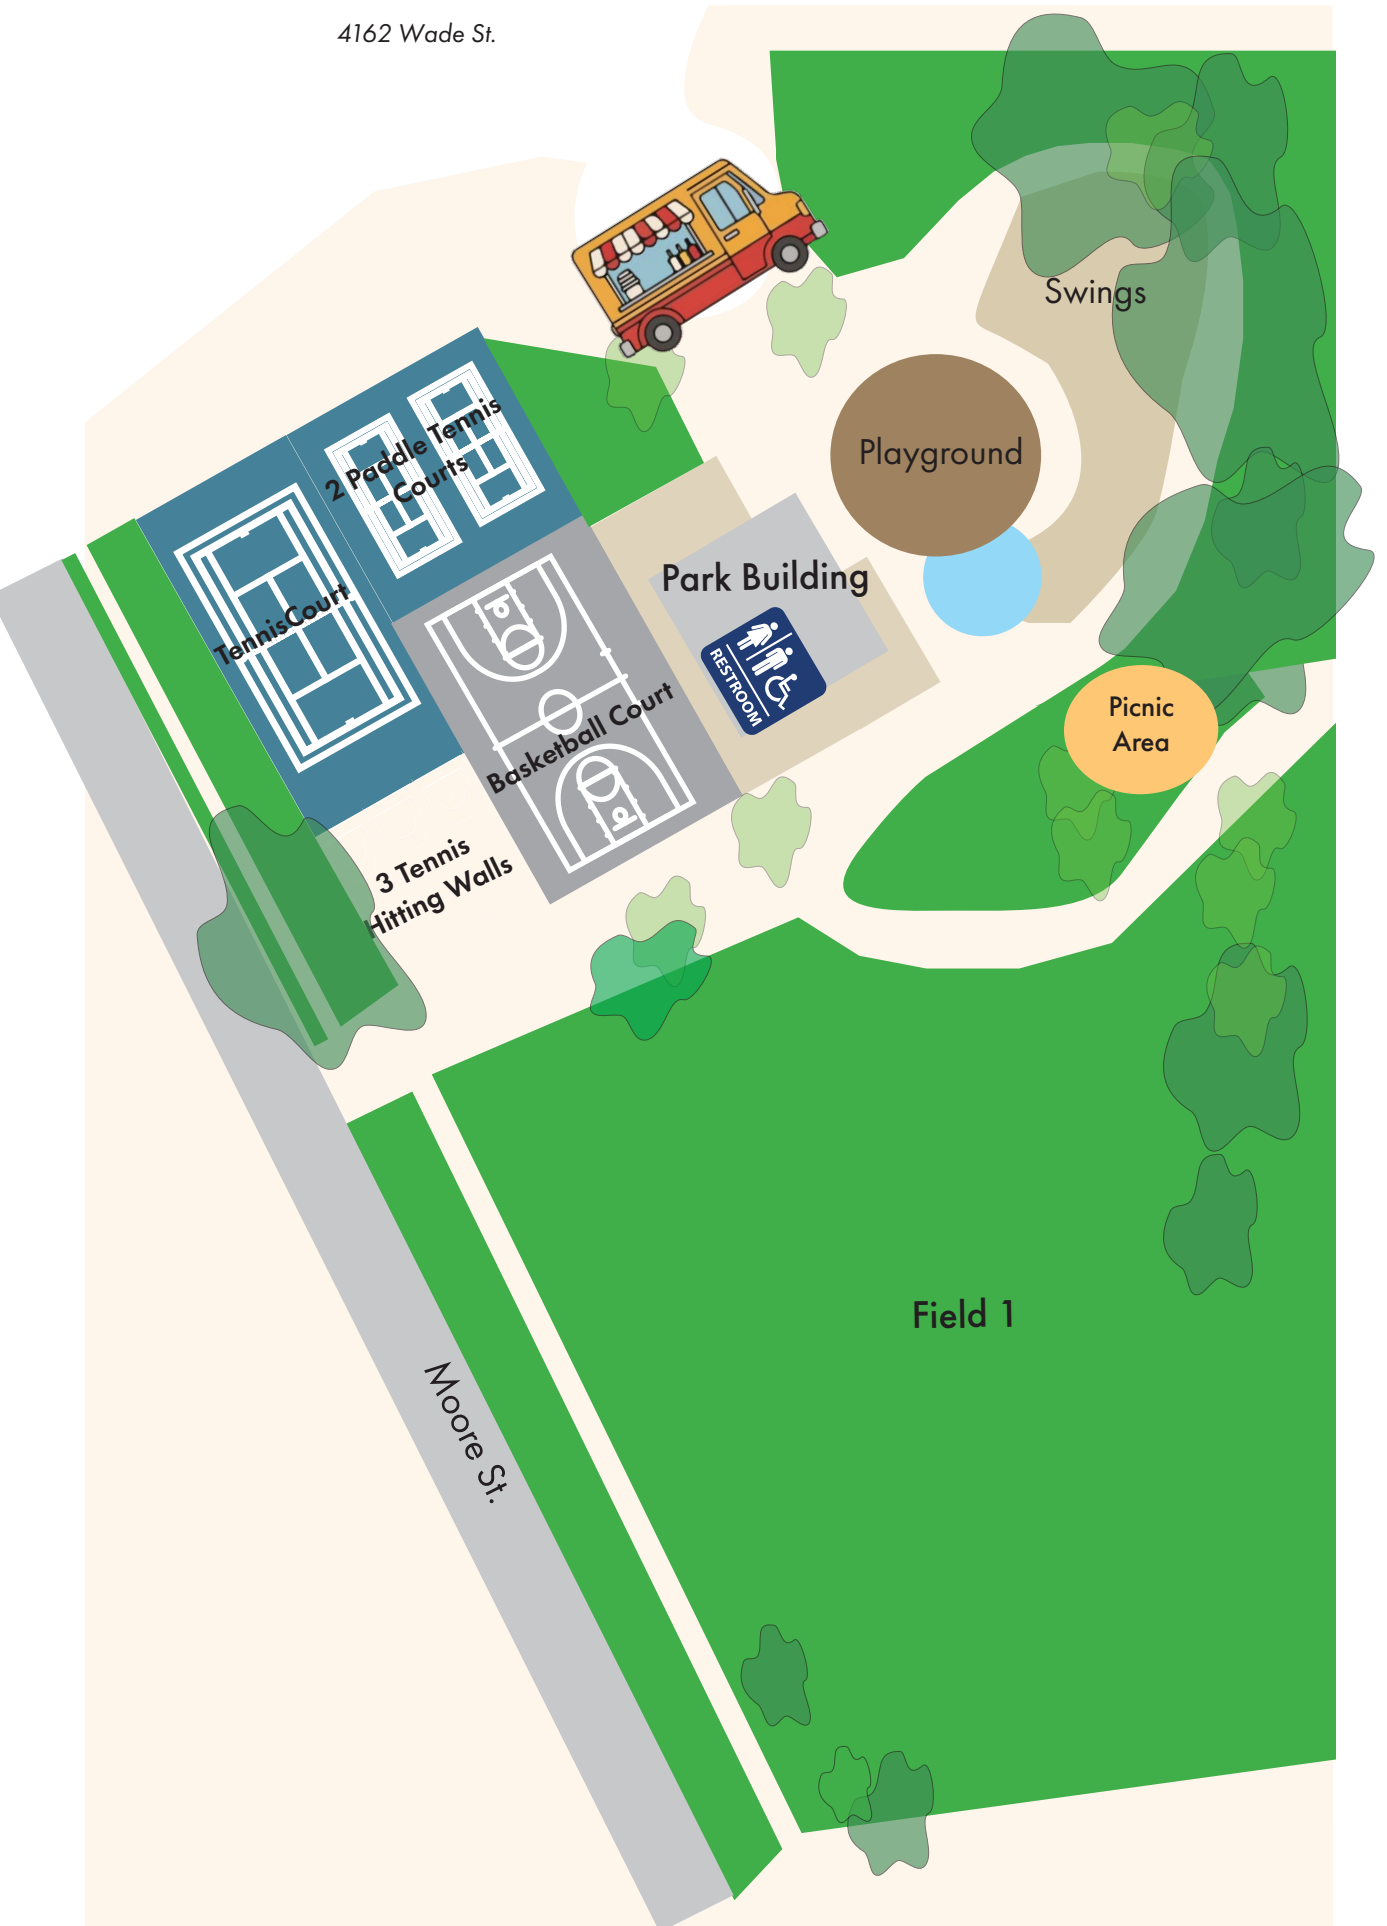 4162 Wade St.
Swings
2 Paddle Tennis
Courts
Playground
Park Building
TennisCourt
RESTROOM
Basketball Court
Picnic
Area
3 Tennis
Hitting Walls
Field 1
Moore St.